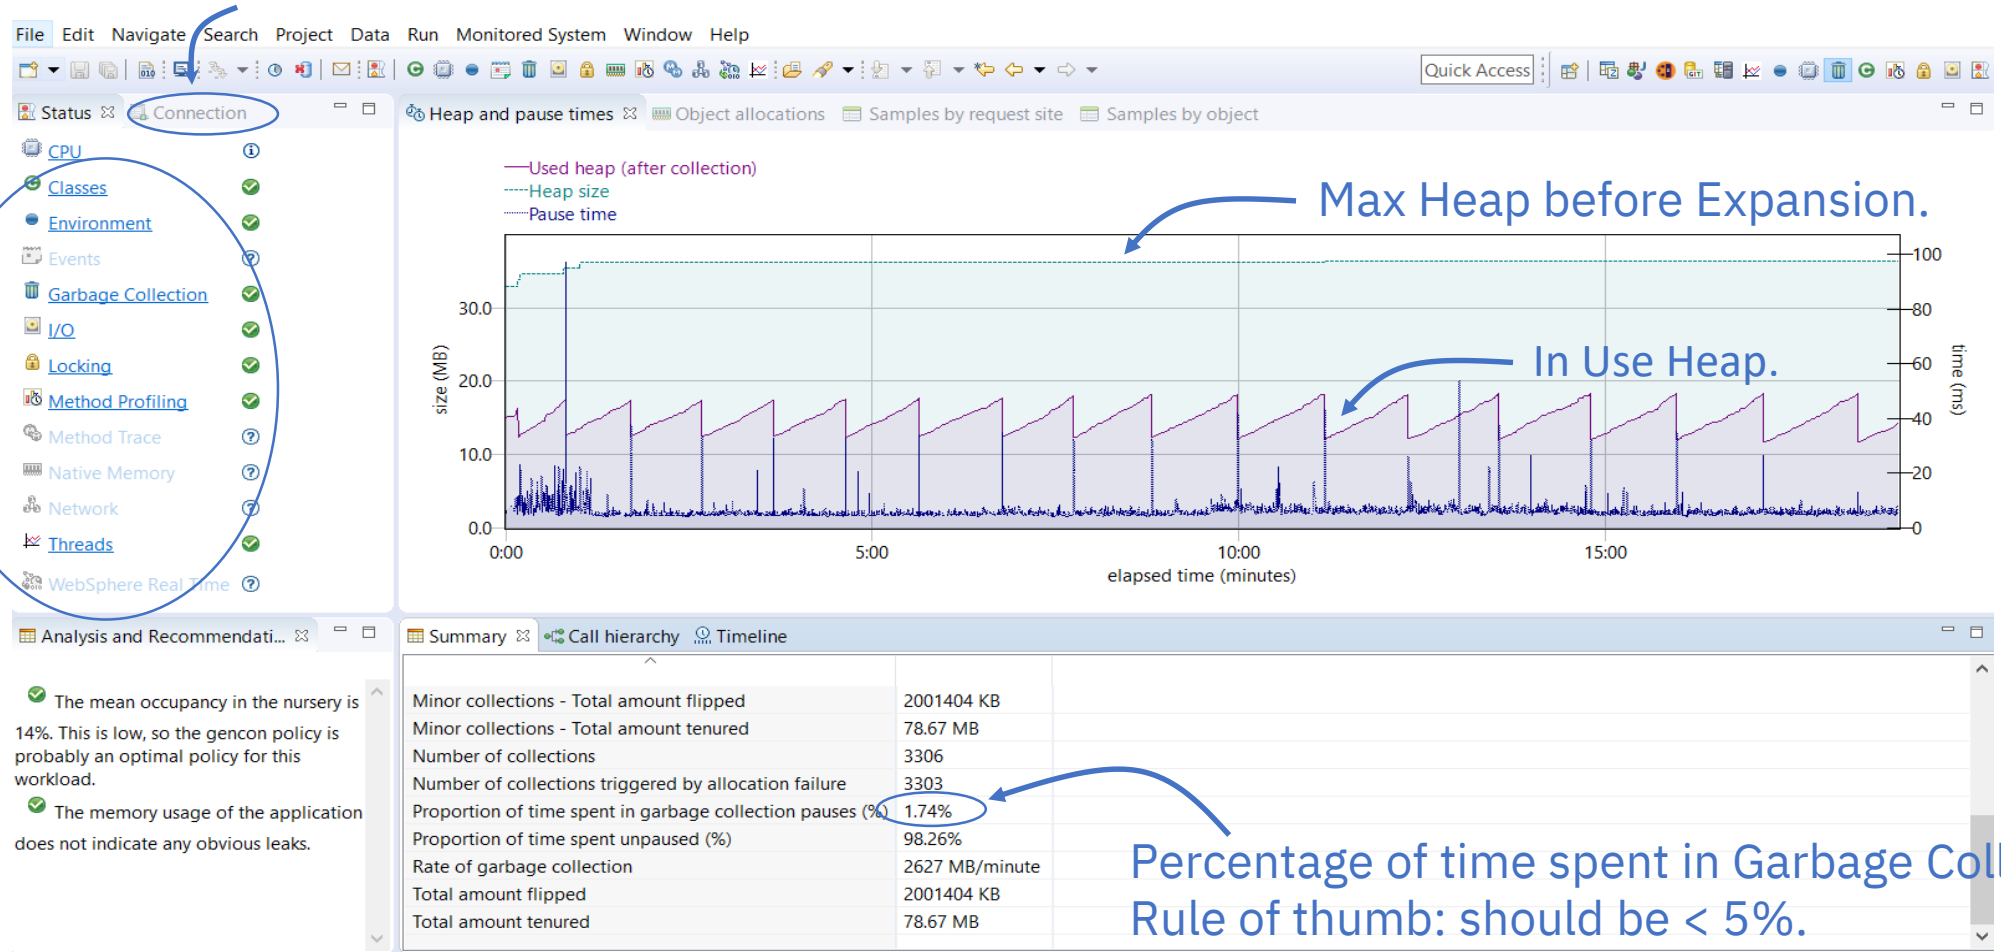 File Edit Navigate Search Project Data Run Monitored System Window Help
Quick Access
Status Connection
CPU
Classes
Environment
Events
Garbage Collection
I/O
Locking
Method Profiling
Method Trace
Native Memory
Network
Threads
WebSphere Real Time
Heap and pause times Object allocations Samples by request site Samples by object
Used heap (after collection)
Heap size
Pause time
Max Heap before Expansion.
In Use Heap.
size (MB)
30.0
20.0
10.0
0.0
100
80
60
40
20
0
time (ms)
0:00 5:00 10:00 15:00
elapsed time (minutes)
Analysis and Recommendati...
The mean occupancy in the nursery is
14%. This is low, so the gencon policy is
probably an optimal policy for this
workload.
The memory usage of the application
does not indicate any obvious leaks.
Summary Call hierarchy Timeline
Minor collections - Total amount flipped 2001404 KB
Minor collections - Total amount tenured 78.67 MB
Number of collections 3306
Number of collections triggered by allocation failure 3303
Proportion of time spent in garbage collection pauses (%) 1.74%
Proportion of time spent unpaused (%) 98.26%
Rate of garbage collection 2627 MB/minute
Total amount flipped 2001404 KB
Total amount tenured 78.67 MB
Percentage of time spent in Garbage Coll
Rule of thumb: should be < 5%.